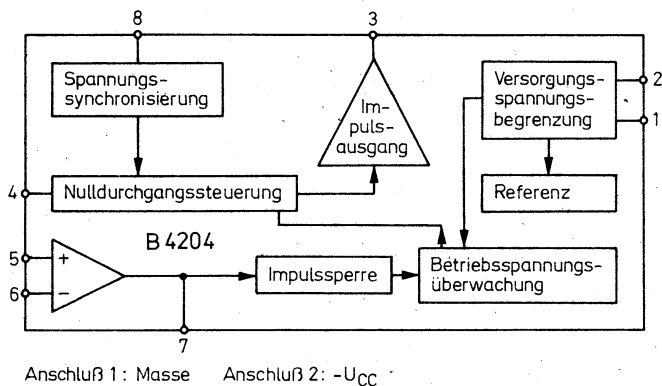 8
3
Spannungs-
synchronisierung
Im-
puls-
ausgang
Versorgungs-
spannungs-
begrenzung
2
1
4
Nulldurchgangssteuerung
Referenz
B 4204
5
+
6
−
Impulssperre
Betriebsspannungs-
überwachung
7
Anschluß 1: Masse Anschluß 2: -UCC